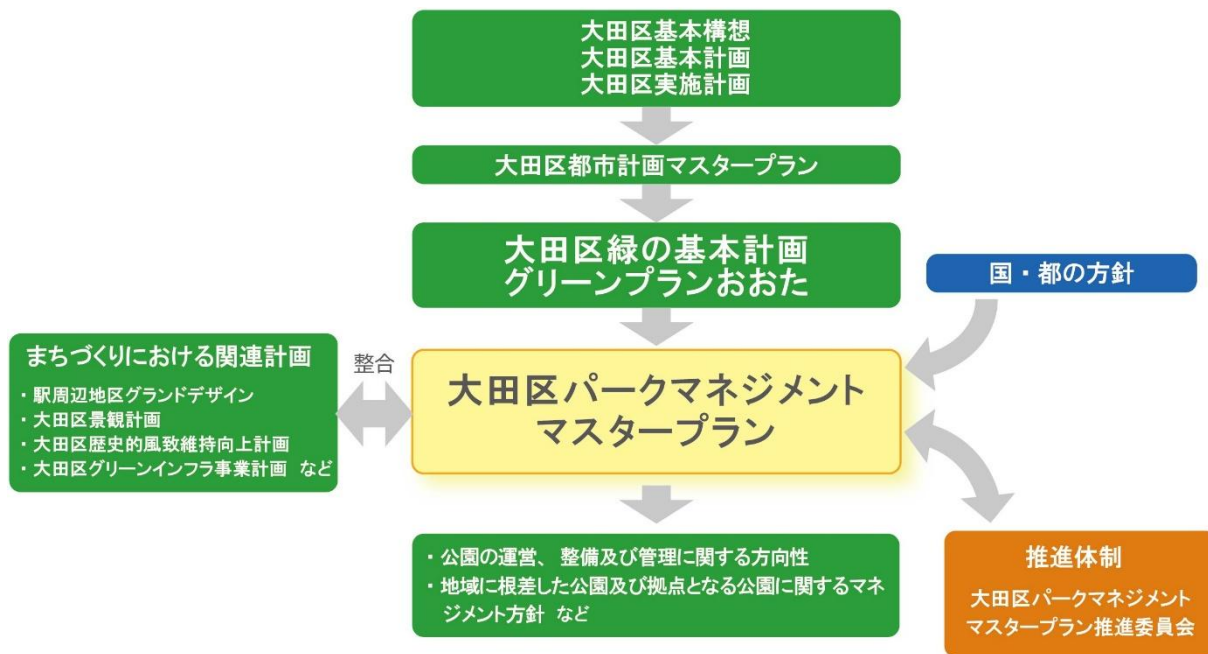 大田区基本構想
大田区基本計画
大田区実施計画
大田区都市計画マスタープラン
大田区緑の基本計画
グリーンプランおおた
国・都の方針
まちづくりにおける関連計画
・駅周辺地区グランドデザイン
・大田区景観計画
・大田区歴史的風致維持向上計画
・大田区グリーンインフラ事業計画 など
整合
大田区パークマネジメント
マスタープラン
・公園の運営、整備及び管理に関する方向性
・地域に根差した公園及び拠点となる公園に関するマネ
ジメント方針 など
推進体制
大田区パークマネジメント
マスタープラン推進委員会